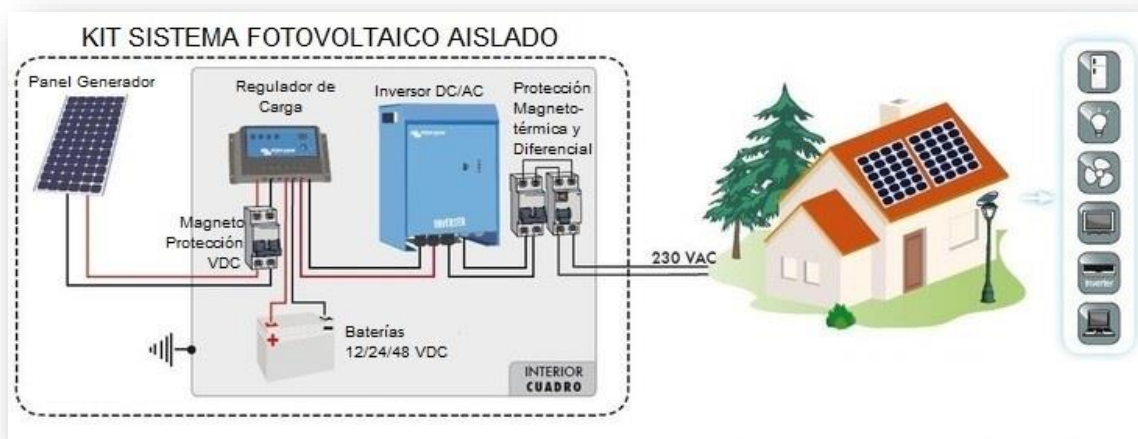 KIT SISTEMA FOTOVOLTAICO AISLADO
Panel Generador
Regulador de
Carga
Inversor DC/AC
Protección
Magneto-
térmica y
Diferencial
Magneto
Protección
VDC
INVERTER
230 VAC
Baterías
12/24/48 VDC
INTERIOR
CUADRO
Inverter